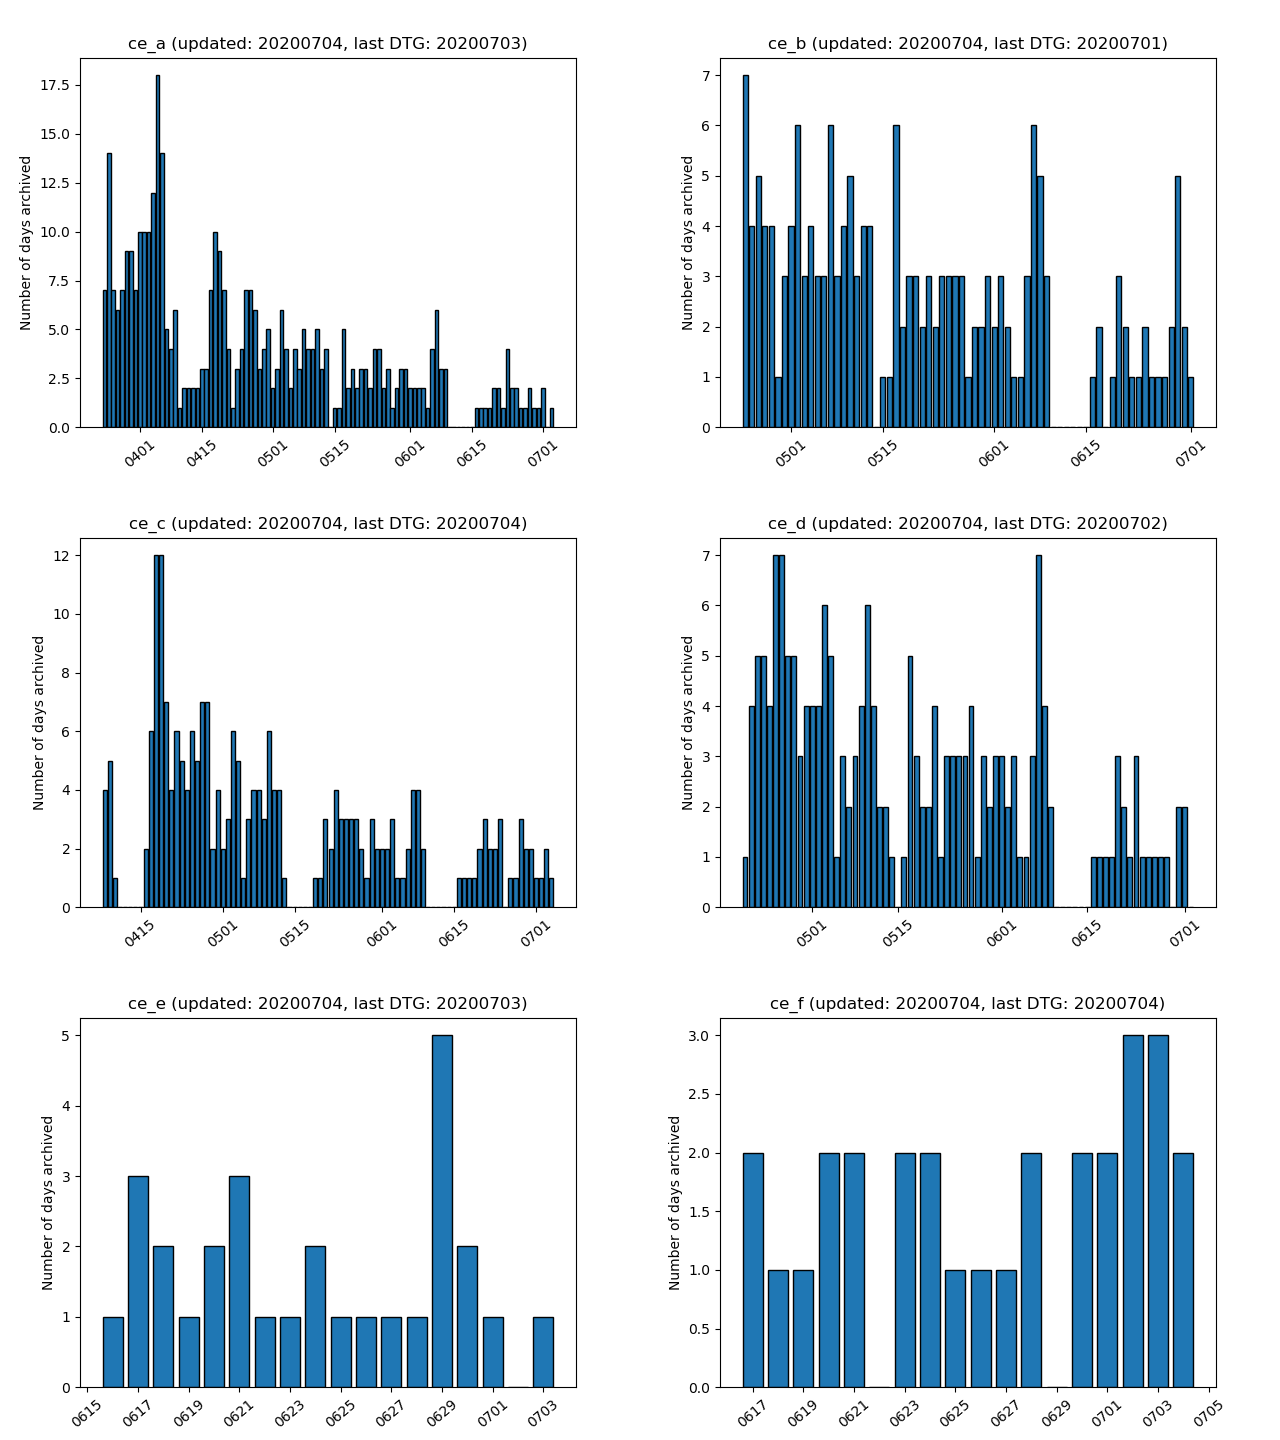 ce_a (updated: 20200704, last DTG: 20200703)
Number of days archived
17.5
15.0
12.5
10.0
7.5
5.0
2.5
0.0
0401 0415 0501 0515 0601 0615 0701
ce_b (updated: 20200704, last DTG: 20200701)
Number of days archived
7
6
5
4
3
2
1
0
0501 0515 0601 0615 0701
ce_c (updated: 20200704, last DTG: 20200704)
Number of days archived
12
10
8
6
4
2
0
0415 0501 0515 0601 0615 0701
ce_d (updated: 20200704, last DTG: 20200702)
Number of days archived
7
6
5
4
3
2
1
0
0501 0515 0601 0615 0701
ce_e (updated: 20200704, last DTG: 20200703)
Number of days archived
5
4
3
2
1
0
0615 0617 0619 0621 0623 0625 0627 0629 0701 0703
ce_f (updated: 20200704, last DTG: 20200704)
Number of days archived
3.0
2.5
2.0
1.5
1.0
0.5
0.0
0617 0619 0621 0623 0625 0627 0629 0701 0703 0705